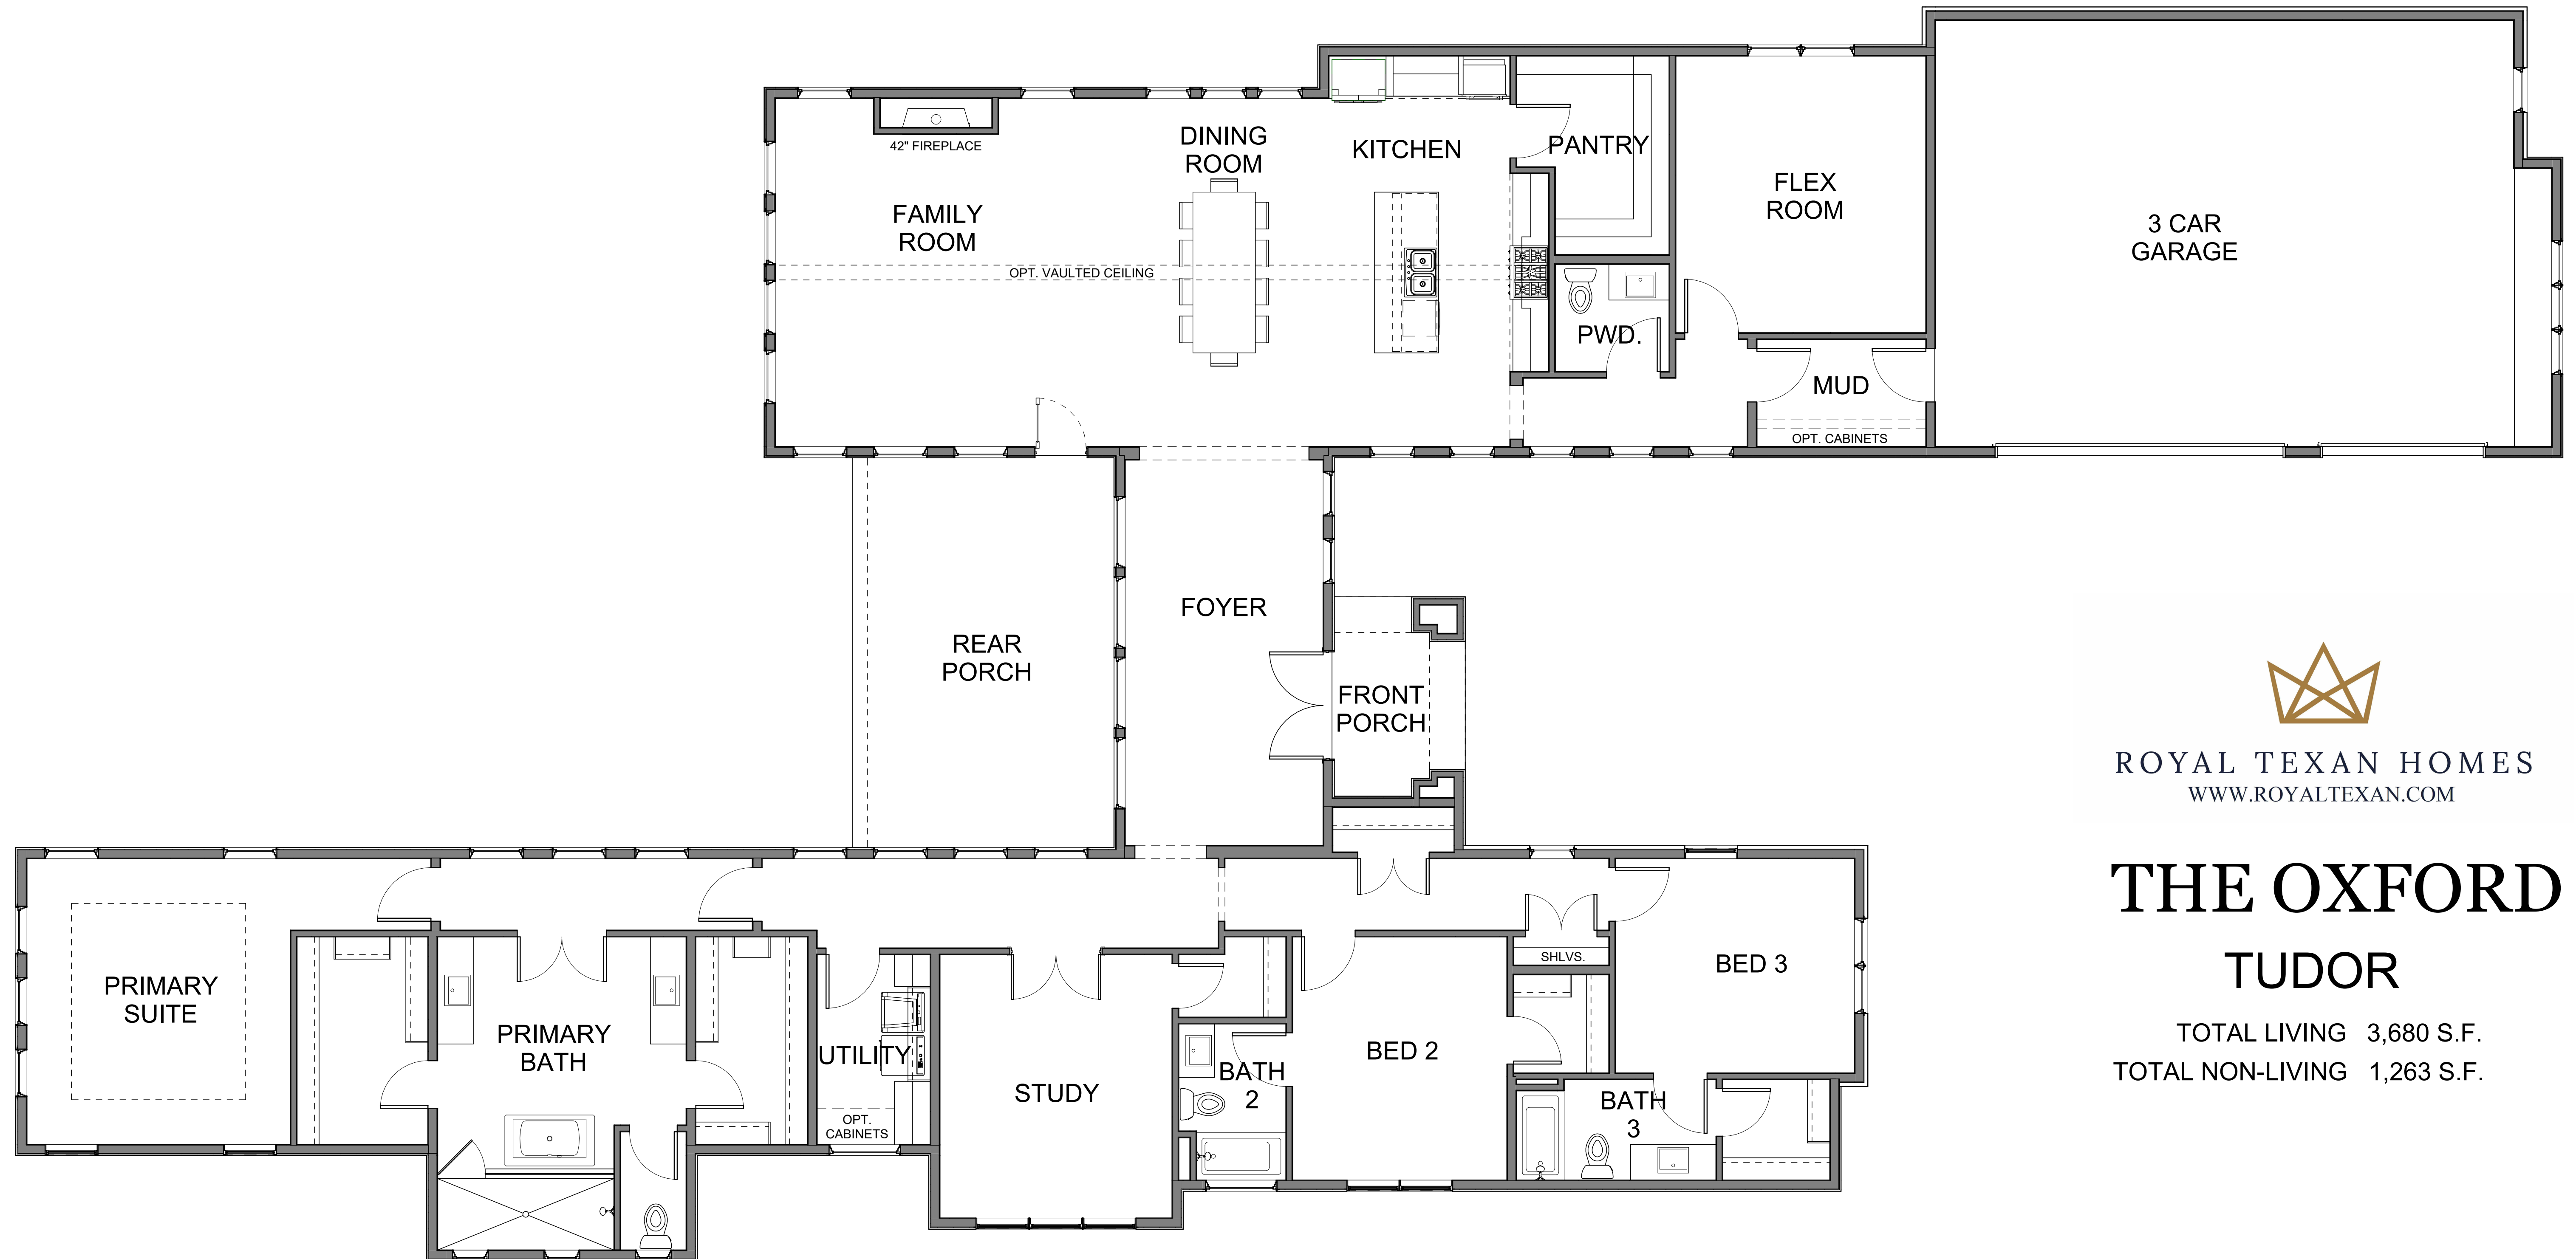 42" FIREPLACE
DINING
ROOM
KITCHEN
PANTRY
FAMILY
ROOM
FLEX
ROOM
3 CAR
GARAGE
OPT. VAULTED CEILING
PWD.
MUD
OPT. CABINETS
FOYER
REAR
PORCH
FRONT
PORCH
ROYAL TEXAN HOMES
WWW.ROYALTEXAN.COM
THE OXFORD
TUDOR
TOTAL LIVING 3,680 S.F.
TOTAL NON-LIVING 1,263 S.F.
PRIMARY
SUITE
PRIMARY
BATH
UTILITY
OPT.
CABINETS
STUDY
BATH
2
BED 2
SHLVS.
BED 3
BATH
3